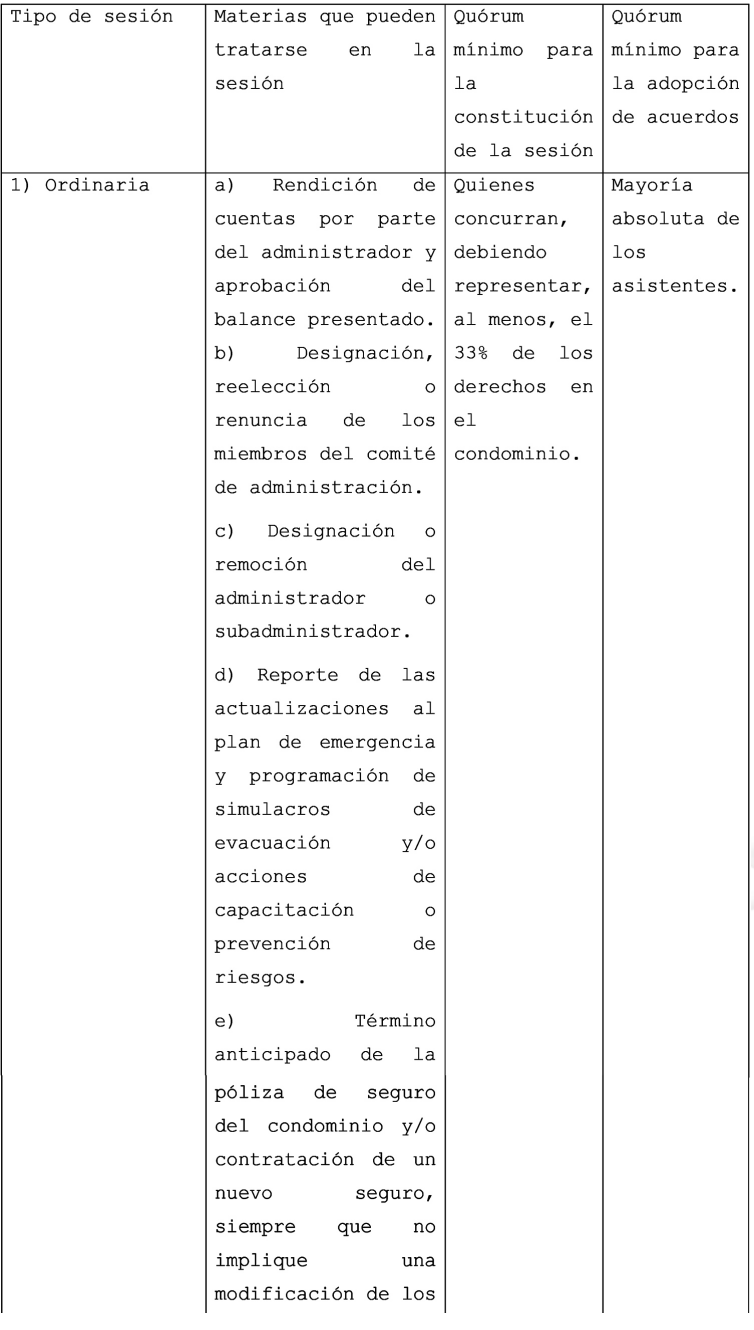 Tipo de sesión
Materias que pueden
tratarse en la
sesión
Quórum
mínimo para
la
constitución
de la sesión
Quórum
mínimo para
la adopción
de acuerdos
1) Ordinaria
a) Rendición de
cuentas por parte
del administrador y
aprobación del
balance presentado.
b) Designación,
reelección o
renuncia de los
miembros del comité
de administración.
c) Designación o
remoción del
administrador o
subadministrador.
d) Reporte de las
actualizaciones al
plan de emergencia
y programación de
simulacros de
evacuación y/o
acciones de
capacitación o
prevención de
riesgos.
e) Término
anticipado de la
póliza de seguro
del condominio y/o
contratación de un
nuevo seguro,
siempre que no
implique una
modificación de los
Quienes
concurran,
debiendo
representar,
al menos, el
33% de los
derechos en
el
condominio.
Mayoría
absoluta de
los
asistentes.